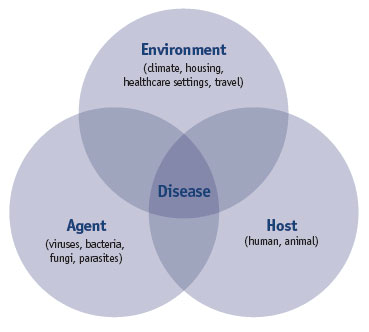 Environment
(climate, housing,
healthcare settings, travel)
Disease
Agent
(viruses, bacteria,
fungi, parasites)
Host
(human, animal)